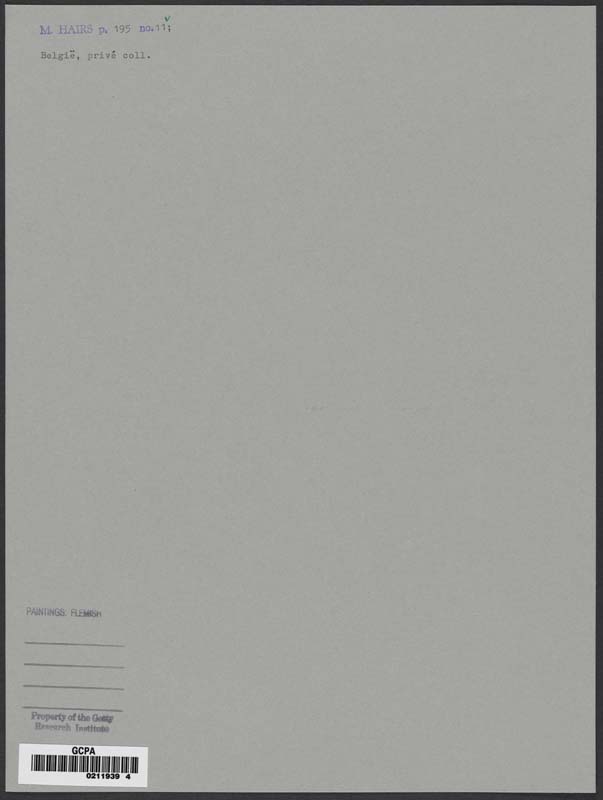 M. HAIRS p. 195 no.11;
België, privé coll.
PAINTINGS: FLEMISH
Property of the Getty
Research Institute
GCPA
0211939 4